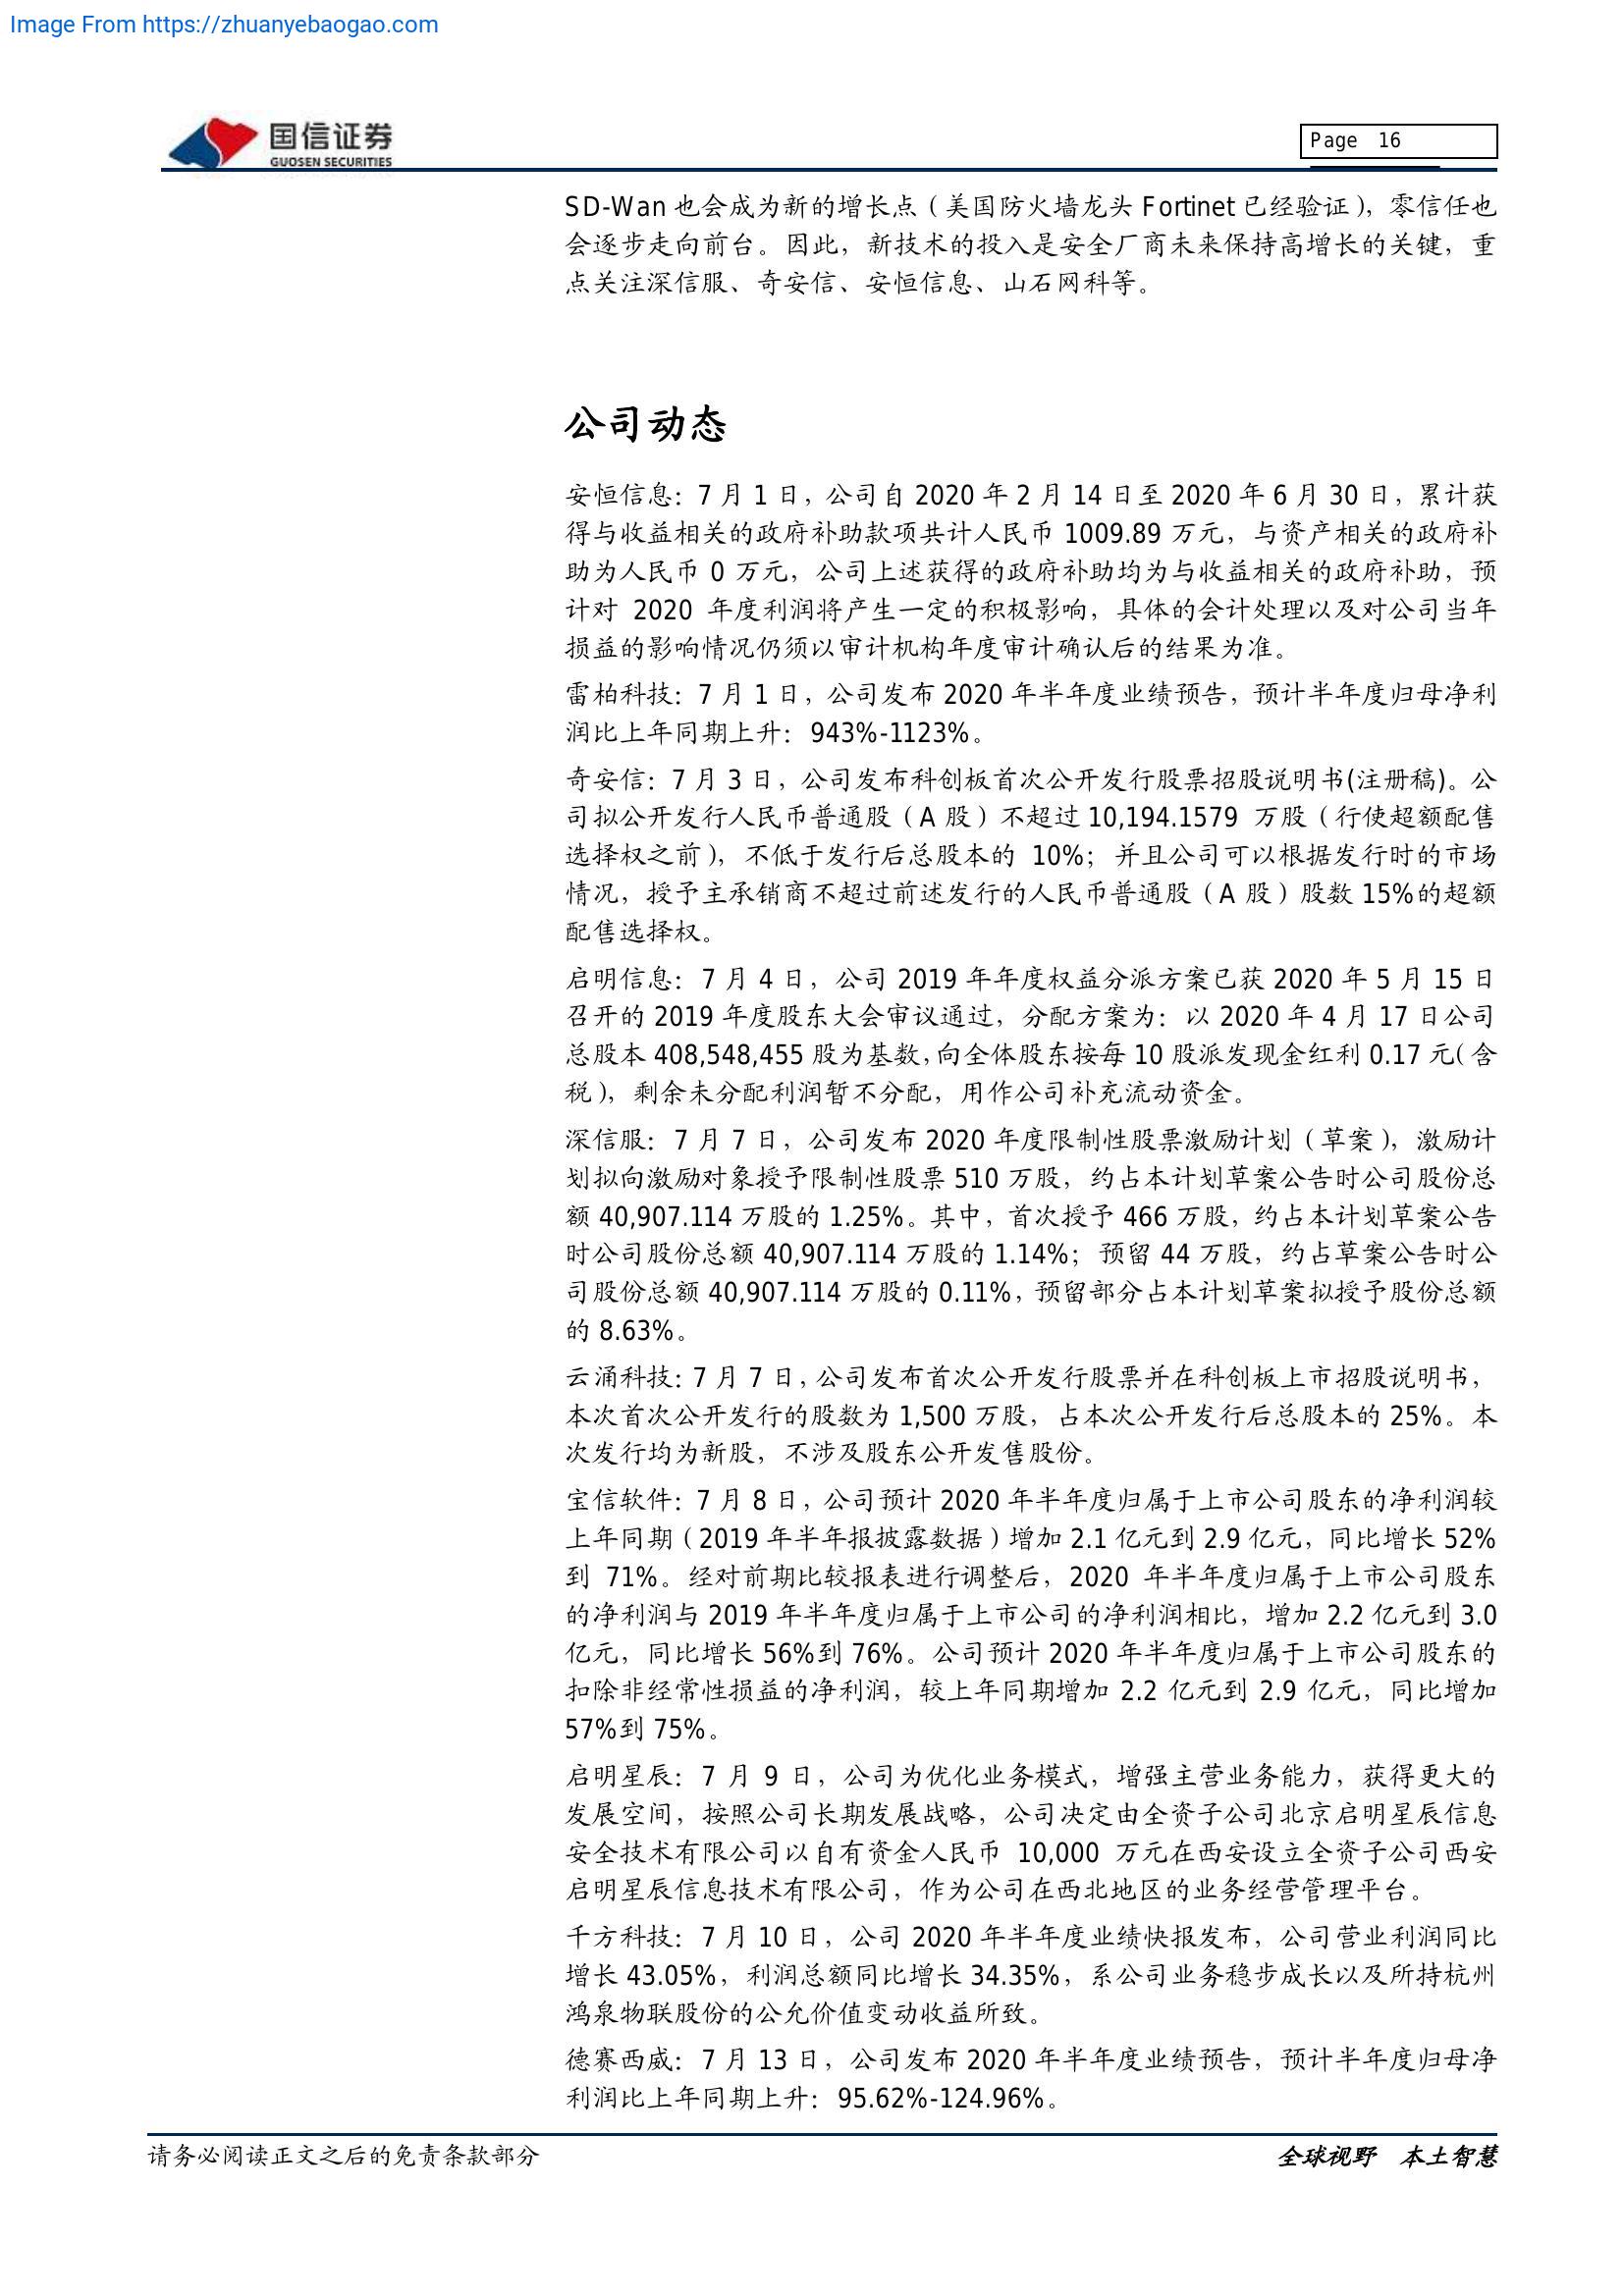 Image From https://zhuanyebaogao.com
国信证券
GUOSEN SECURITIES
Page 16
SD-Wan 也会成为新的增长点（美国防火墙龙头 Fortinet 已经验证），零信任也
会逐步走向前台。因此，新技术的投入是安全厂商未来保持高增长的关键，重
点关注深信服、奇安信、安恒信息、山石网科等。
公司动态
安恒信息：7 月 1 日，公司自 2020 年 2 月 14 日至 2020 年 6 月 30 日，累计获
得与收益相关的政府补助款项共计人民币 1009.89 万元，与资产相关的政府补
助为人民币 0 万元，公司上述获得的政府补助均为与收益相关的政府补助，预
计对 2020 年度利润将产生一定的积极影响，具体的会计处理以及对公司当年
损益的影响情况仍须以审计机构年度审计确认后的结果为准。
雷柏科技：7 月 1 日，公司发布 2020 年半年度业绩预告，预计半年度归母净利
润比上年同期上升：943%-1123%。
奇安信：7 月 3 日，公司发布科创板首次公开发行股票招股说明书(注册稿)。公
司拟公开发行人民币普通股（A 股）不超过 10,194.1579 万股（行使超额配售
选择权之前），不低于发行后总股本的 10%；并且公司可以根据发行时的市场
情况，授予主承销商不超过前述发行的人民币普通股（A 股）股数 15%的超额
配售选择权。
启明信息：7 月 4 日，公司 2019 年年度权益分派方案已获 2020 年 5 月 15 日
召开的 2019 年度股东大会审议通过，分配方案为：以 2020 年 4 月 17 日公司
总股本 408,548,455 股为基数，向全体股东按每 10 股派发现金红利 0.17 元（含
税），剩余未分配利润暂不分配，用作公司补充流动资金。
深信服：7 月 7 日，公司发布 2020 年度限制性股票激励计划（草案），激励计
划拟向激励对象授予限制性股票 510 万股，约占本计划草案公告时公司股份总
额 40,907.114 万股的 1.25%。其中，首次授予 466 万股，约占本计划草案公告
时公司股份总额 40,907.114 万股的 1.14%；预留 44 万股，约占草案公告时公
司股份总额 40,907.114 万股的 0.11%，预留部分占本计划草案拟授予股份总额
的 8.63%。
云涌科技：7 月 7 日，公司发布首次公开发行股票并在科创板上市招股说明书，
本次首次公开发行的股数为 1,500 万股，占本次公开发行后总股本的 25%。本
次发行均为新股，不涉及股东公开发售股份。
宝信软件：7 月 8 日，公司预计 2020 年半年度归属于上市公司股东的净利润较
上年同期（2019 年半年报披露数据）增加 2.1 亿元到 2.9 亿元，同比增长 52%
到 71%。经对前期比较报表进行调整后，2020 年半年度归属于上市公司股东
的净利润与 2019 年半年度归属于上市公司的净利润相比，增加 2.2 亿元到 3.0
亿元，同比增长 56%到 76%。公司预计 2020 年半年度归属于上市公司股东的
扣除非经常性损益的净利润，较上年同期增加 2.2 亿元到 2.9 亿元，同比增加
57%到 75%。
启明星辰：7 月 9 日，公司为优化业务模式，增强主营业务能力，获得更大的
发展空间，按照公司长期发展战略，公司决定由全资子公司北京启明星辰信息
安全技术有限公司以自有资金人民币 10,000 万元在西安设立全资子公司西安
启明星辰信息技术有限公司，作为公司在西北地区的业务经营管理平台。
千方科技：7 月 10 日，公司 2020 年半年度业绩快报发布，公司营业利润同比
增长 43.05%，利润总额同比增长 34.35%，系公司业务稳步成长以及所持杭州
鸿泉物联股份的公允价值变动收益所致。
德赛西威：7 月 13 日，公司发布 2020 年半年度业绩预告，预计半年度归母净
利润比上年同期上升：95.62%-124.96%。
请务必阅读正文之后的免责条款部分
全球视野 本土智慧